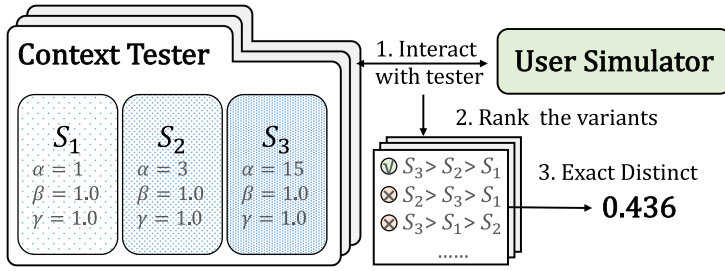 Context Tester
S₁
α = 1
β = 1.0
γ = 1.0
S₂
α = 3
β = 1.0
γ = 1.0
S₃
α = 15
β = 1.0
γ = 1.0
1. Interact
with tester
User Simulator
2. Rank the variants
S₃> S₂> S₁
S₂> S₃> S₁
S₃> S₁> S₂
......
3. Exact Distinct
0.436